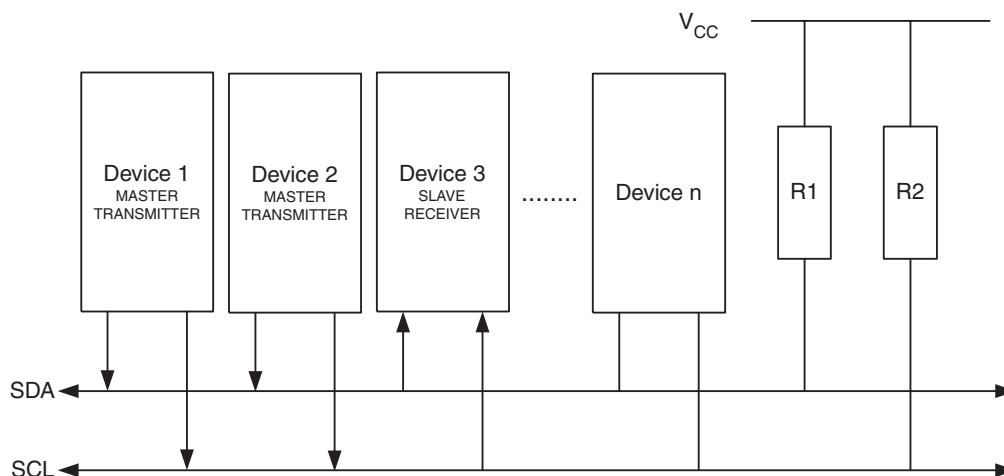 VCC
Device 1
MASTER
TRANSMITTER
Device 2
MASTER
TRANSMITTER
Device 3
SLAVE
RECEIVER
........
Device n
R1
R2
SDA
SCL